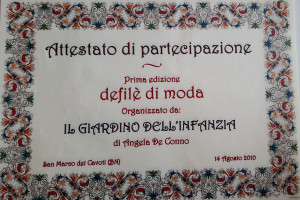 Attestato di partecipazione
Prima edizione
defilè di moda
Organizzato da:
IL GIARDINO DELL'INFANZIA
di Angela De Conno
San Marco dei Cavoti (BN) 14 Agosto 2010